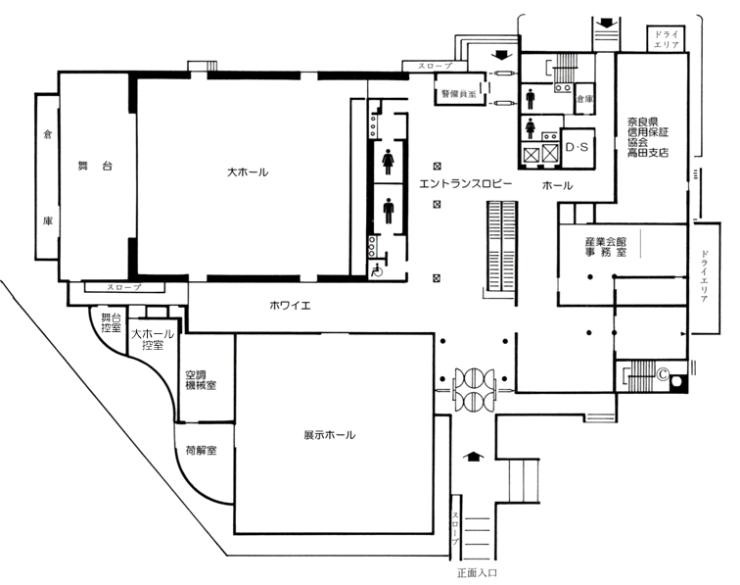 ドライ
エリア
スロープ
警備員室
倉庫
奈良県
信用保証
協会
高田支店
D・S
倉
庫
舞台
大ホール
エントランスロビー
ホール
産業会館
事務室
ドライエリア
スロープ
ホワイエ
舞台
控室
大ホール
控室
空調
機械室
Ⓒ
荷解室
展示ホール
スロープ
正面入口